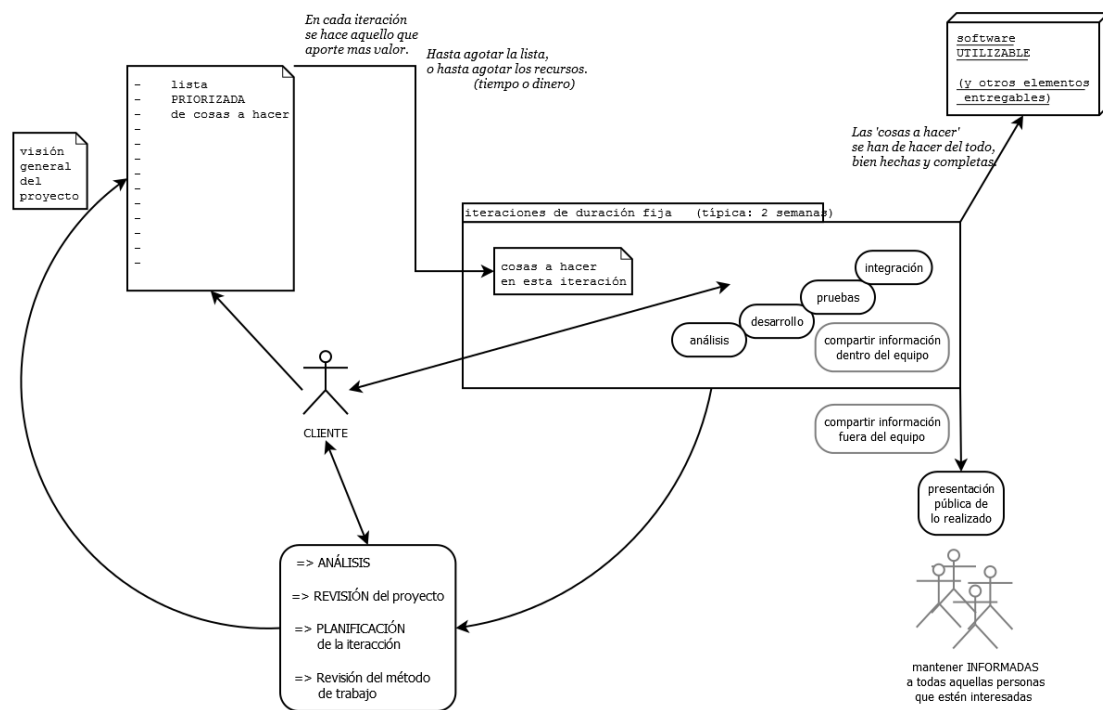 En cada iteración
se hace aquello que
aporte mas valor.
Hasta agotar la lista,
o hasta agotar los recursos.
(tiempo o dinero)
software
UTILIZABLE
(y otros elementos
entregables)
- lista
- PRIORIZADA
- de cosas a hacer
-
-
-
-
-
-
-
-
-
-
visión
general
del
proyecto
Las 'cosas a hacer'
se han de hacer del todo,
bien hechas y completas.
iteraciones de duración fija (típica: 2 semanas)
cosas a hacer
en esta iteración
integración
pruebas
desarrollo
análisis
compartir información
dentro del equipo
CLIENTE
compartir información
fuera del equipo
presentación
pública de
lo realizado
=> ANÁLISIS
=> REVISIÓN del proyecto
=> PLANIFICACIÓN
de la iteracción
=> Revisión del método
de trabajo
mantener INFORMADAS
a todas aquellas personas
que estén interesadas